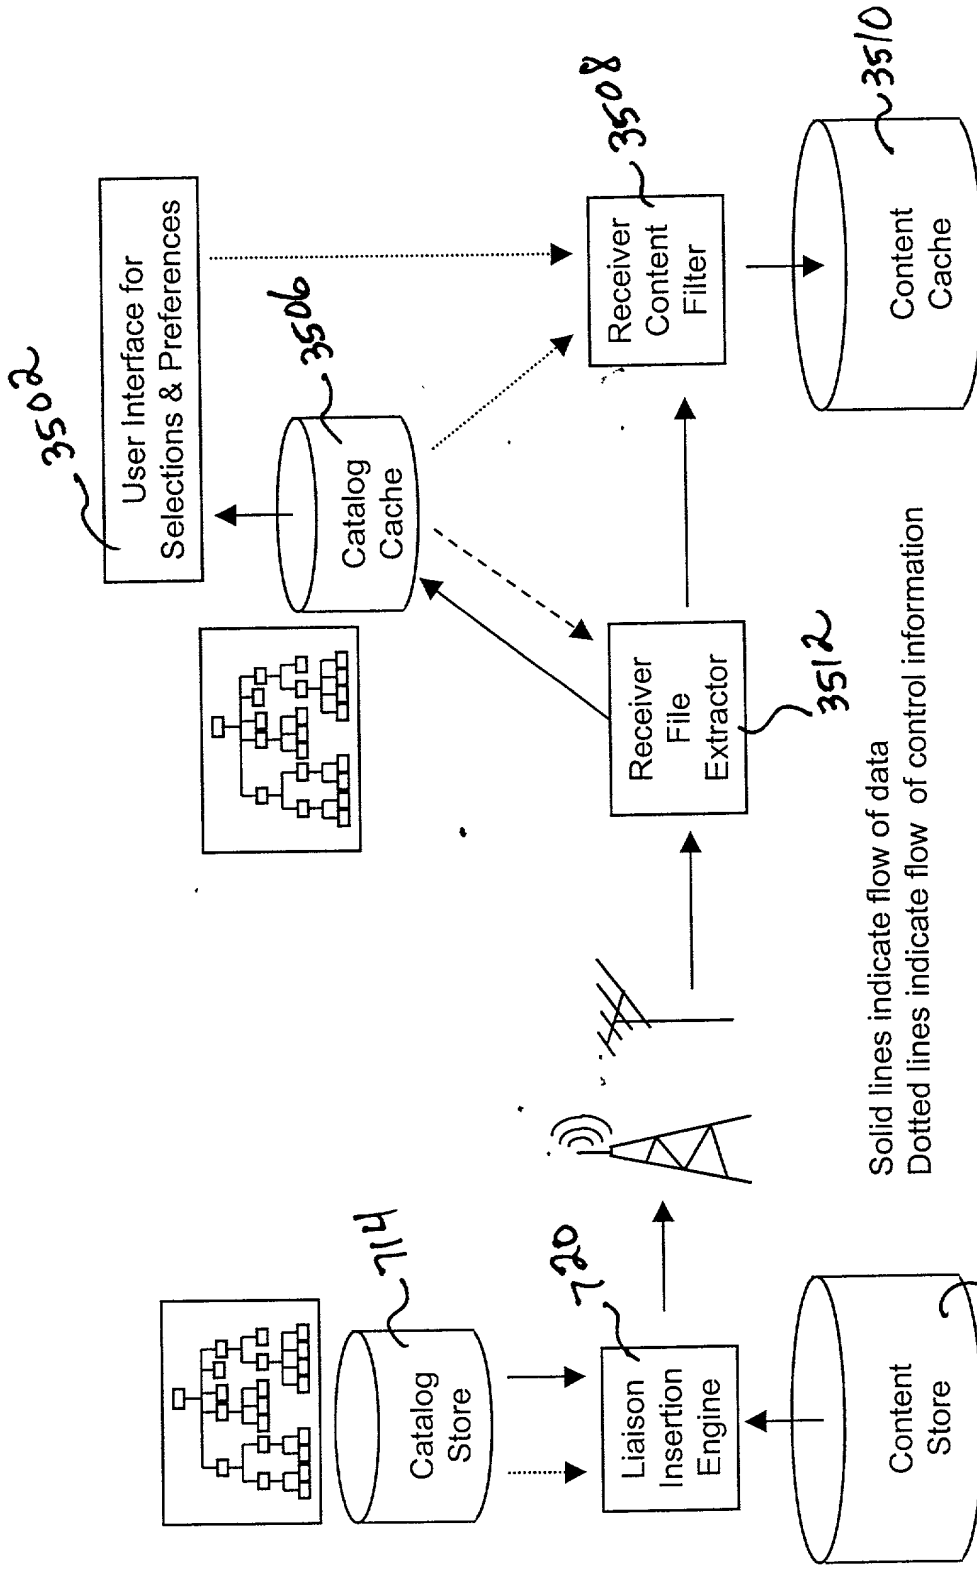 3502
User Interface for
Selections & Preferences
3506
Catalog
Cache
3508
Receiver
Content
Filter
3510
Content
Cache
Receiver
File
Extractor
3512
714
Catalog
Store
720
Liaison
Insertion
Engine
Content
Store
Solid lines indicate flow of data
Dotted lines indicate flow of control information